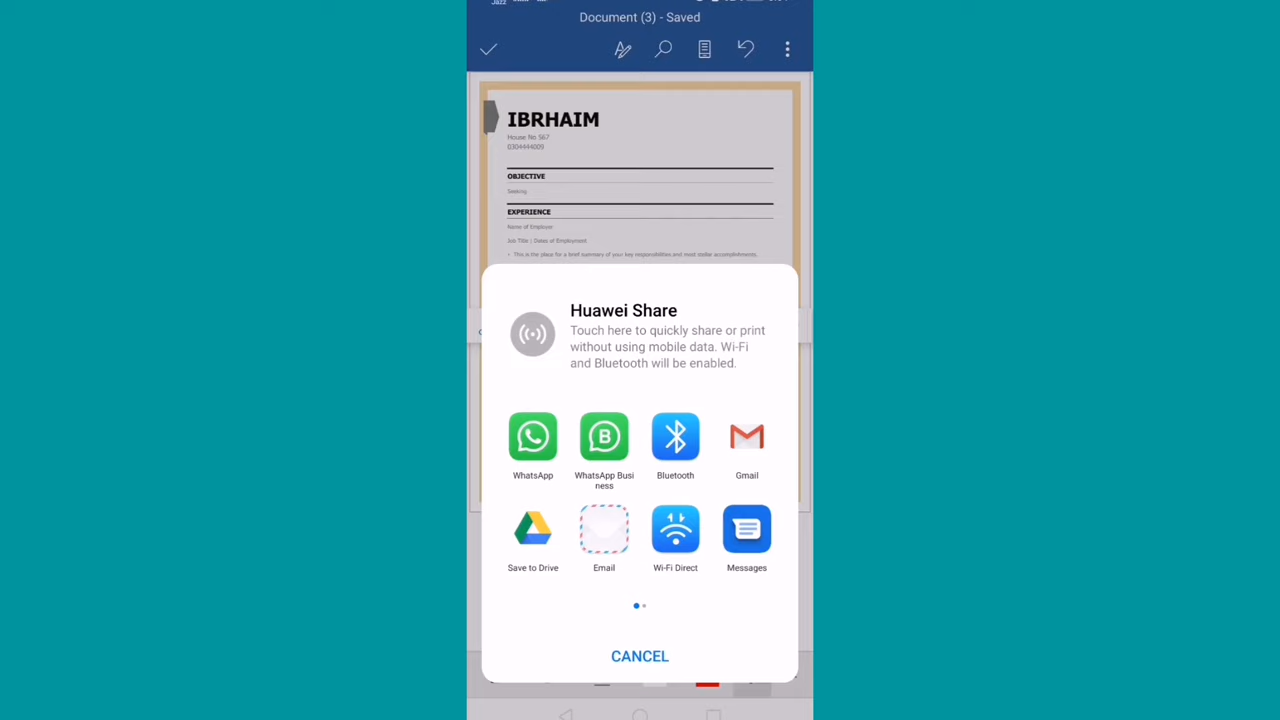 Jazz
Document (3) - Saved
IBRHAIM
House No 567
0304444009
OBJECTIVE
Seeking
EXPERIENCE
Name of Employer
Job Title | Dates of Employment
This is the place for a brief summary of your key responsibilities and most stellar accomplishments.
Huawei Share
Touch here to quickly share or print
without using mobile data. Wi-Fi
and Bluetooth will be enabled.
WhatsApp
WhatsApp Busi
ness
Bluetooth
Gmail
Save to Drive
Email
Wi-Fi Direct
Messages
CANCEL